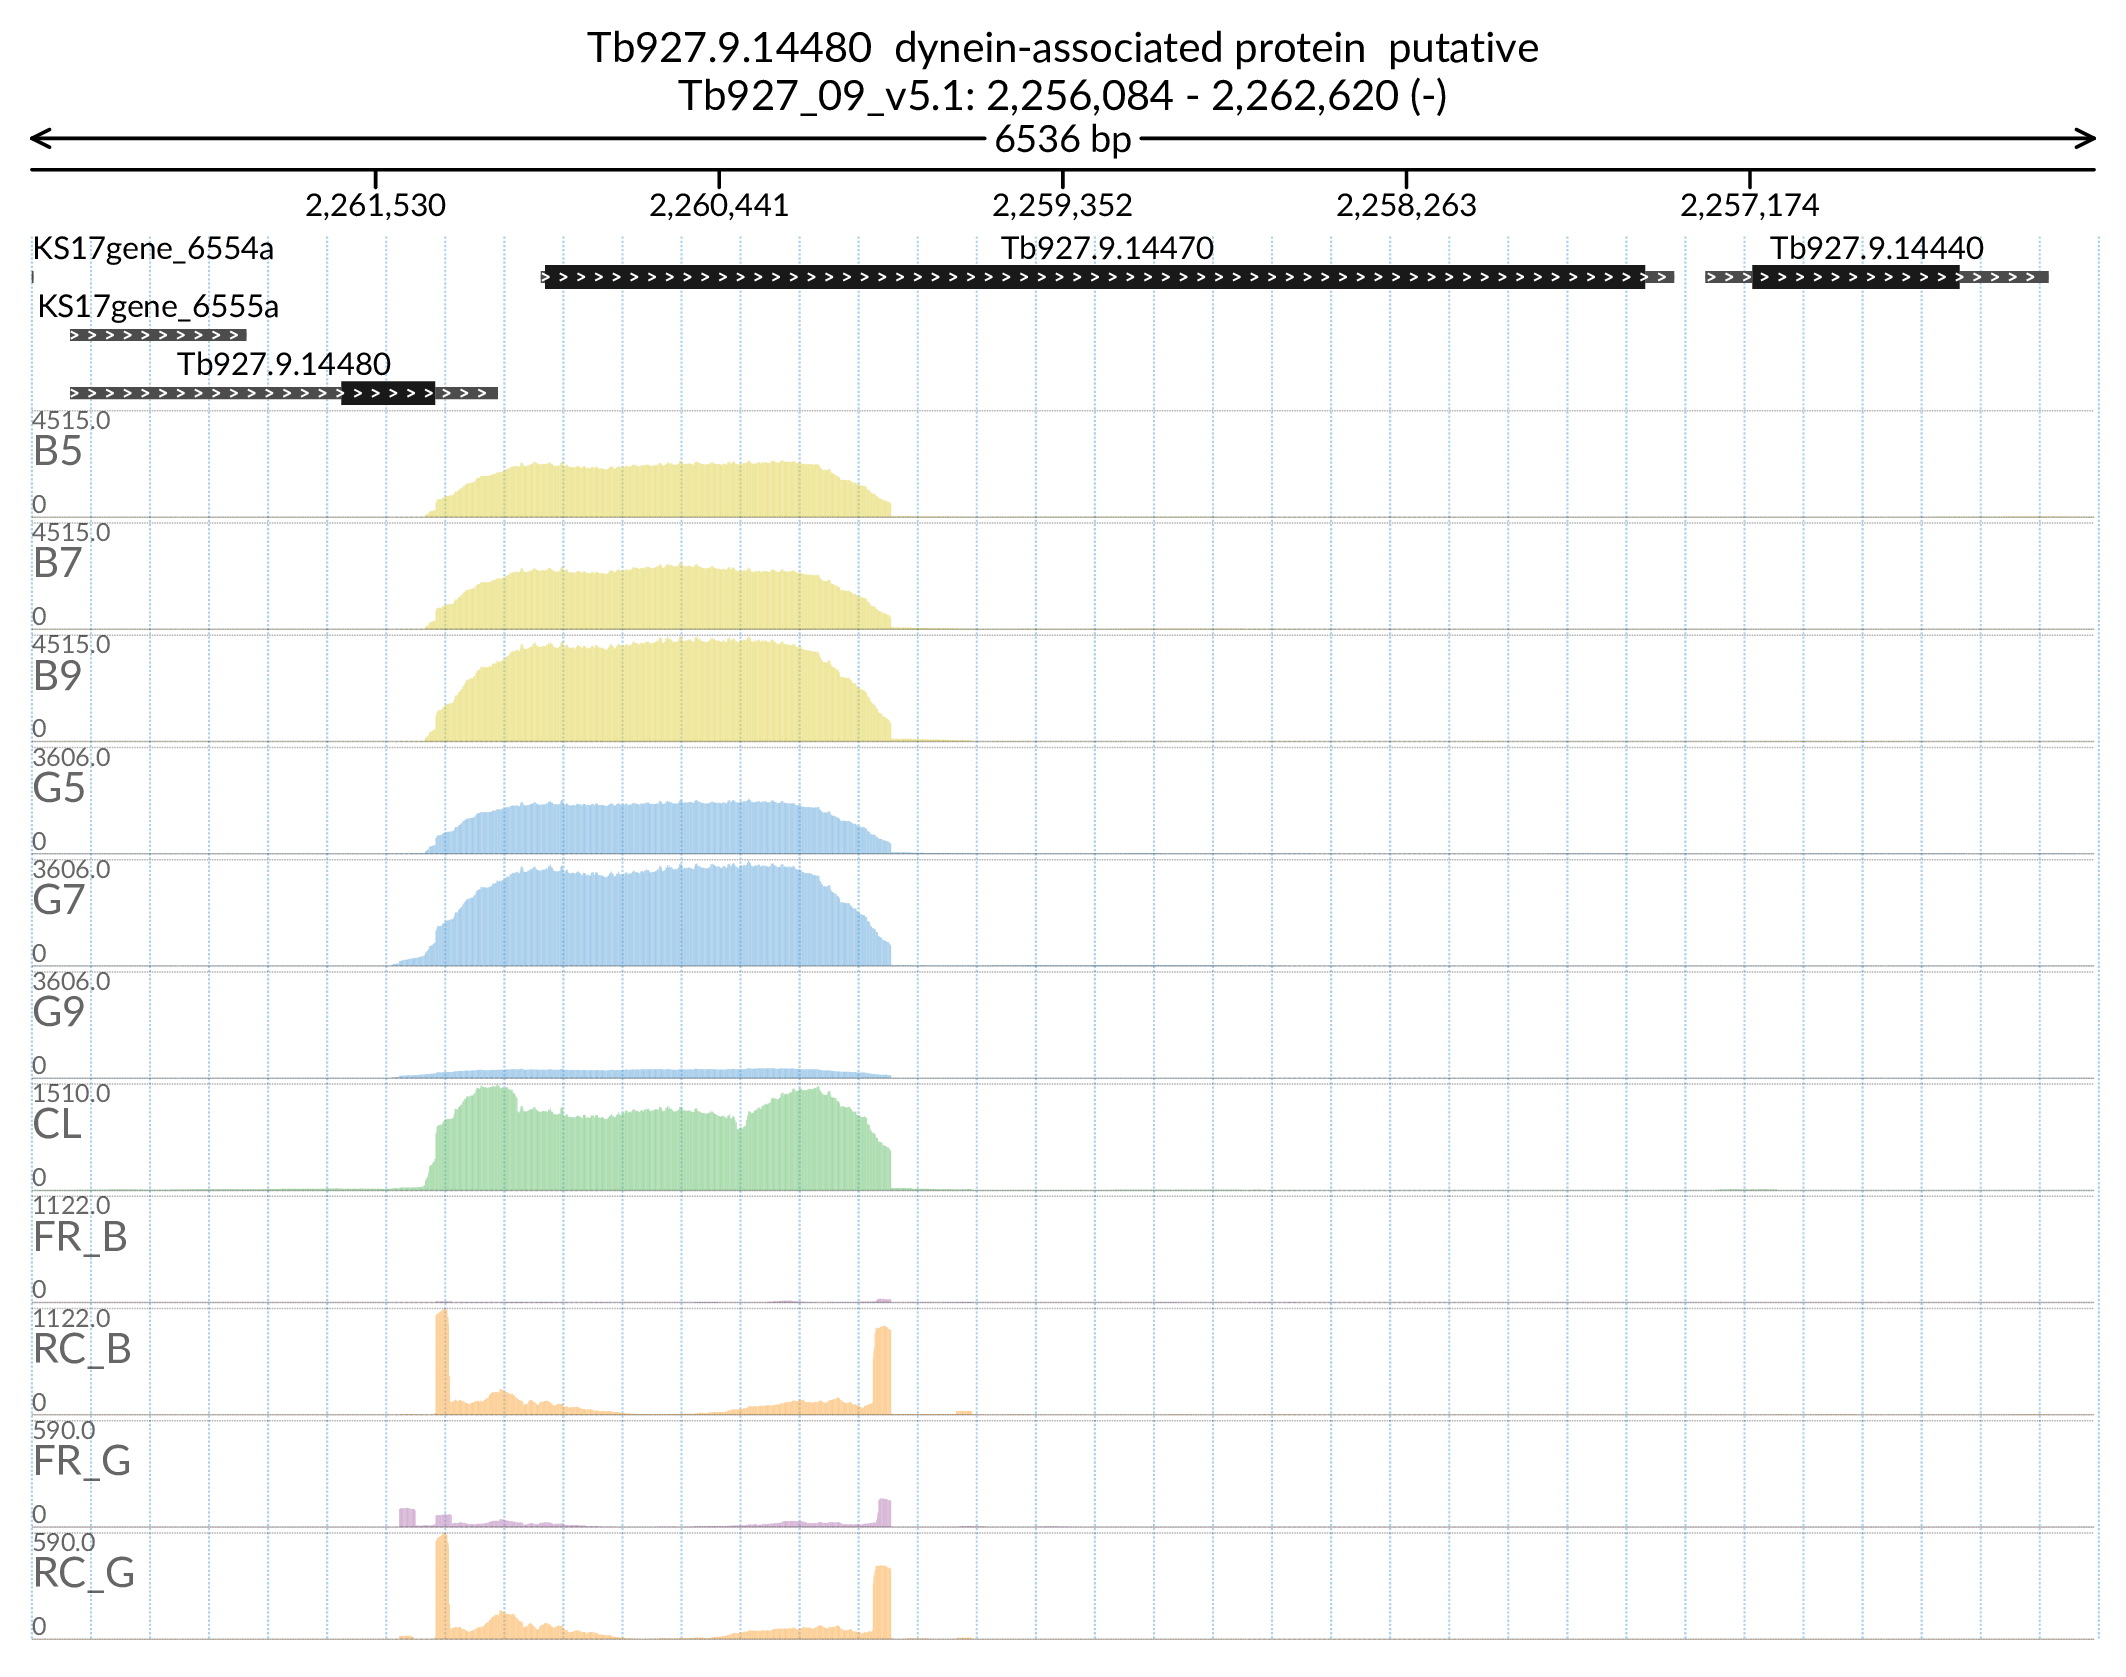 Tb927.9.14480 dynein-associated protein putative
Tb927_09_v5.1: 2,256,084 - 2,262,620 (-)
6536 bp
2,261,530 2,260,441 2,259,352 2,258,263 2,257,174
KS17gene_6554a Tb927.9.14470 Tb927.9.14440
KS17gene_6555a
Tb927.9.14480
4515.0
B5
0
4515.0
B7
0
4515.0
B9
0
3606.0
G5
0
3606.0
G7
0
3606.0
G9
0
1510.0
CL
0
1122.0
FR_B
0
1122.0
RC_B
0
590.0
FR_G
0
590.0
RC_G
0